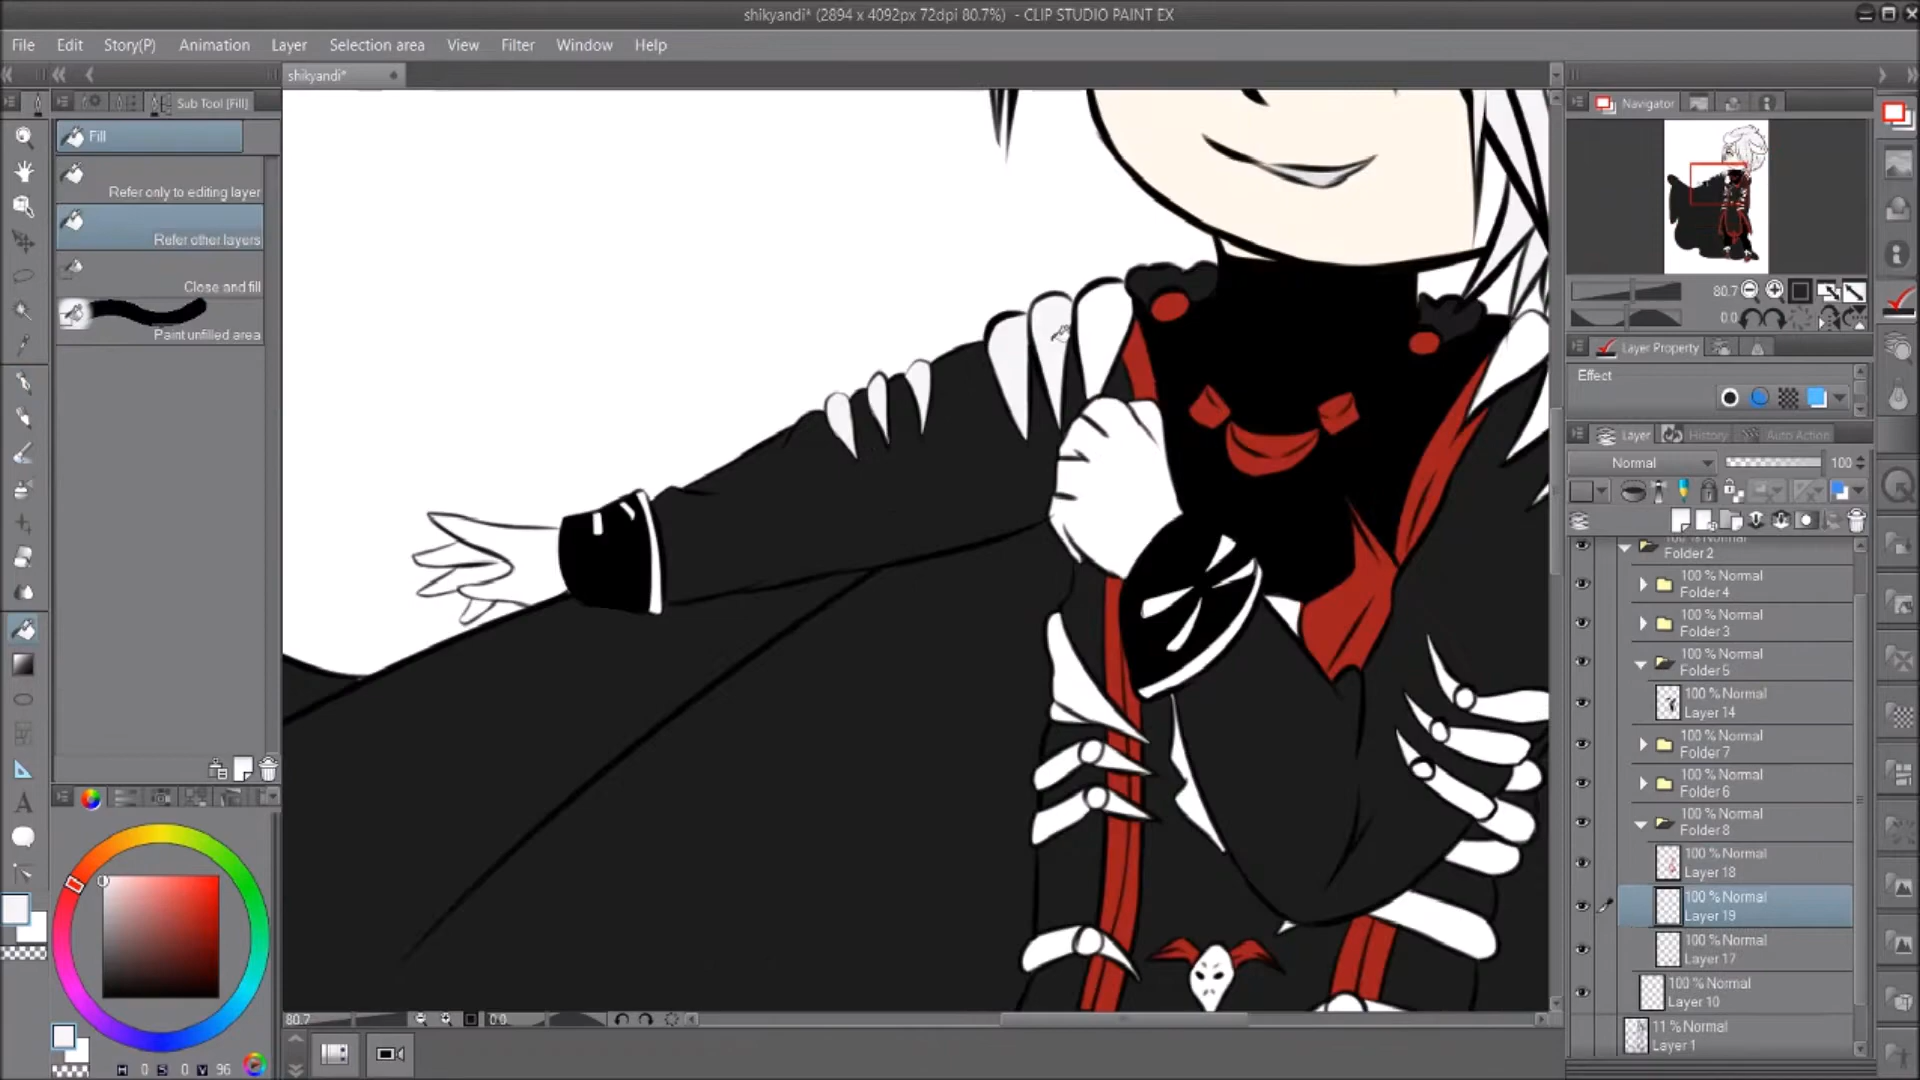 shikyandi* (2894 x 4092px 72dpi 80.7%) - CLIP STUDIO PAINT EX
File Edit Story(P) Animation Layer Selection area View Filter Window Help
shikyandi*
Sub Tool [Fill]
Fill
Refer only to editing layer
Refer other layers
Close and fill
Paint unfilled area
Navigator
80.7
0.0
Layer Property
Effect
Layer History Auto Action
Normal 100
100 % Normal
Folder 2
100 % Normal
Folder 4
100 % Normal
Folder 3
100 % Normal
Folder 5
100 % Normal
Layer 14
100 % Normal
Folder 7
100 % Normal
Folder 6
100 % Normal
Folder 8
100 % Normal
Layer 18
100 % Normal
Layer 19
100 % Normal
Layer 17
100 % Normal
Layer 10
11 % Normal
Layer 1
80.7 0.0
H 0 S 0 V 96